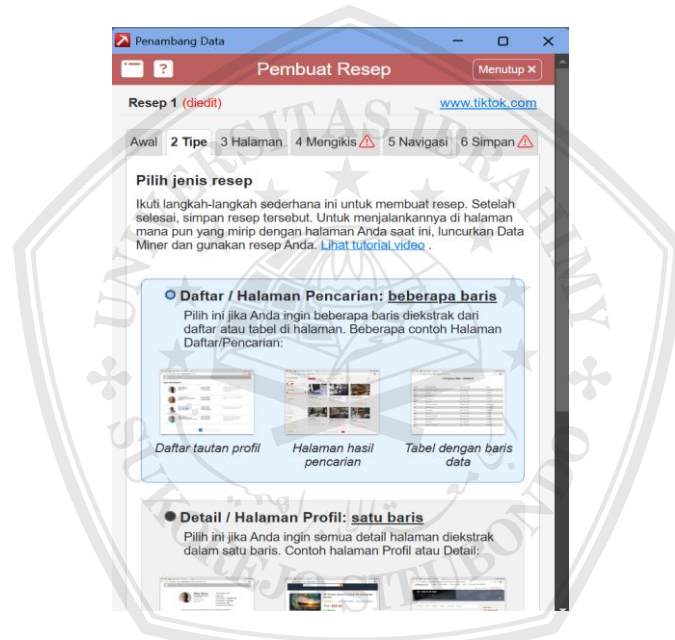 Penambang Data
?
Pembuat Resep
Menutup ×
Resep 1 (diedit)
www.tiktok.com
Awal 2 Tipe 3 Halaman 4 Mengikis 5 Navigasi 6 Simpan
Pilih jenis resep
Ikuti langkah-langkah sederhana ini untuk membuat resep. Setelah
selesai, simpan resep tersebut. Untuk menjalankannya di halaman
mana pun yang mirip dengan halaman Anda saat ini, luncurkan Data
Miner dan gunakan resep Anda. Lihat tutorial video .
Daftar / Halaman Pencarian: beberapa baris
Pilih ini jika Anda ingin beberapa baris diekstrak dari
daftar atau tabel di halaman. Beberapa contoh Halaman
Daftar/Pencarian:
Daftar tautan profil
Halaman hasil
pencarian
Tabel dengan baris
data
Detail / Halaman Profil: satu baris
Pilih ini jika Anda ingin semua detail halaman diekstrak
dalam satu baris. Contoh halaman Profil atau Detail:
UNIVERSITAS IBRAHIMY
SUKOREJO SITUBONDO